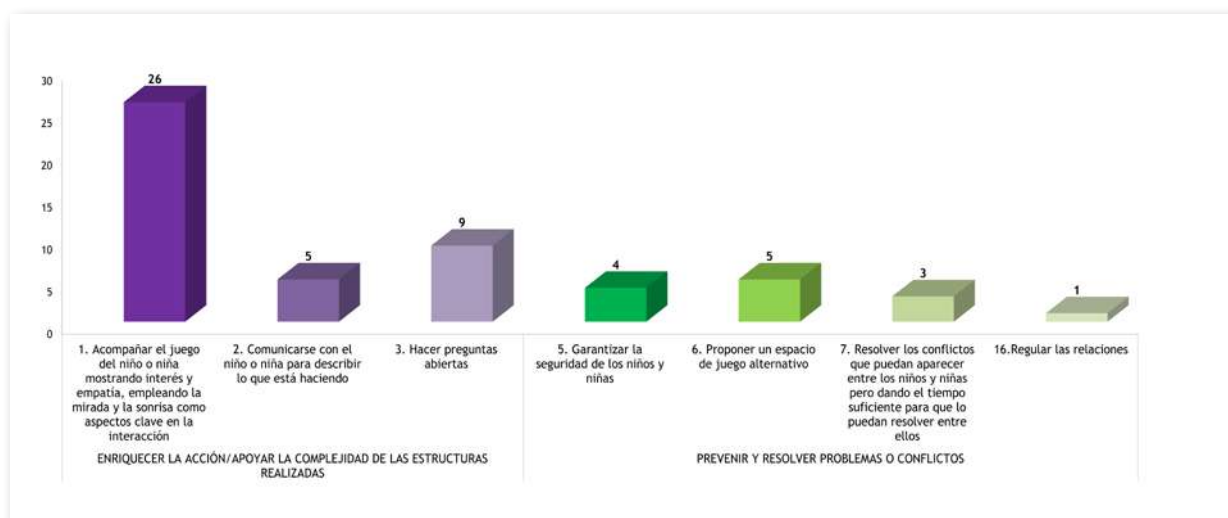 30
25
20
15
10
5
0
26
5
9
4
5
3
1
1. Acompañar el juego
del niño o niña
mostrando interés y
empatía, empleando la
mirada y la sonrisa como
aspectos clave en la
interacción
2. Comunicarse con el
niño o niña para describir
lo que está haciendo
3. Hacer preguntas
abiertas
5. Garantizar la
seguridad de los niños y
niñas
6. Proponer un espacio
de juego alternativo
7. Resolver los conflictos
que puedan aparecer
entre los niños y niñas
pero dando el tiempo
suficiente para que lo
puedan resolver entre
ellos
16.Regular las relaciones
ENRIQUECER LA ACCIÓN/APOYAR LA COMPLEJIDAD DE LAS ESTRUCTURAS
REALIZADAS
PREVENIR Y RESOLVER PROBLEMAS O CONFLICTOS